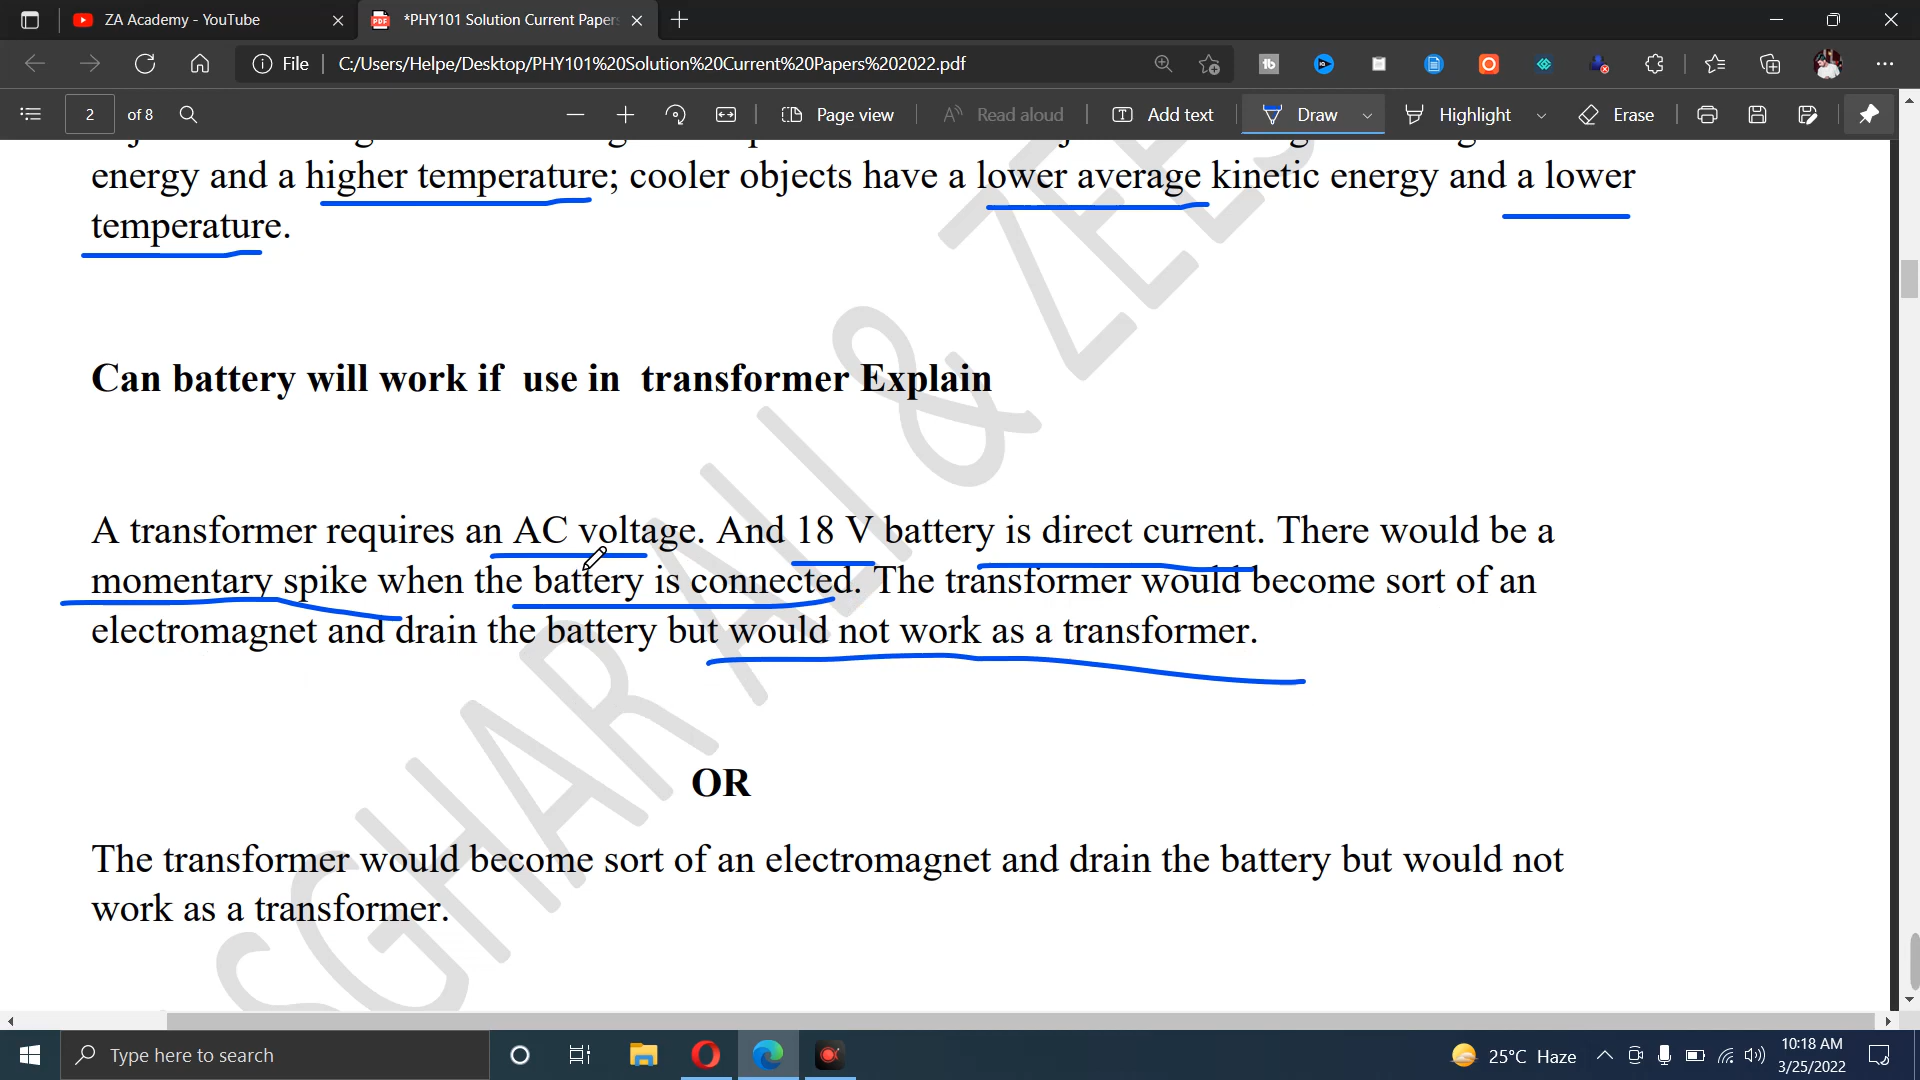 ZA Academy - YouTube
*PHY101 Solution Current Papers
File
C:/Users/Helpe/Desktop/PHY101%20Solution%20Current%20Papers%202022.pdf
2 of 8
Page view
Read aloud
Add text
Draw
Highlight
Erase
energy and a higher temperature; cooler objects have a lower average kinetic energy and a lower
temperature.
Can battery will work if use in transformer Explain
A transformer requires an AC voltage. And 18 V battery is direct current. There would be a
momentary spike when the battery is connected. The transformer would become sort of an
electromagnet and drain the battery but would not work as a transformer.
OR
The transformer would become sort of an electromagnet and drain the battery but would not
work as a transformer.
SGHAR ALI & ZEES
Type here to search
25°C Haze
10:18 AM
3/25/2022